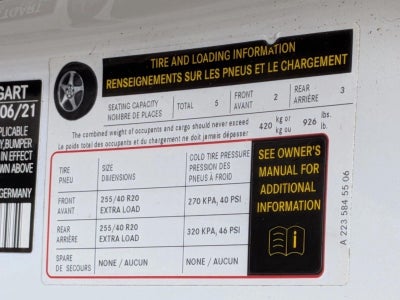 TIRE AND LOADING INFORMATION
RENSEIGNEMENTS SUR LES PNEUS ET LE CHARGEMENT
SEATING CAPACITY
NOMBRE DE PLACES
TOTAL 5
FRONT
AVANT
2
REAR
ARRIÈRE
3
The combined weight of occupants and cargo should never exceed
Le poids total des occupants et du chargement ne doit jamais dépasser
420 kg or
kg ou
926 lbs.
lb.
TIRE
PNEU
SIZE
DIMENSIONS
COLD TIRE PRESSURE
PRESSION DES
PNEUS À FROID
FRONT
AVANT
255/40 R20
EXTRA LOAD
270 KPA, 40 PSI
REAR
ARRIÈRE
255/40 R20
EXTRA LOAD
320 KPA, 46 PSI
SPARE
DE SECOURS
NONE / AUCUN
NONE / AUCUN
SEE OWNER'S
MANUAL FOR
ADDITIONAL
INFORMATION
A 223 584 55 06
GART
06/21
PLICABLE
Y,BUMPER
IN EFFECT
WN ABOVE
GERMANY